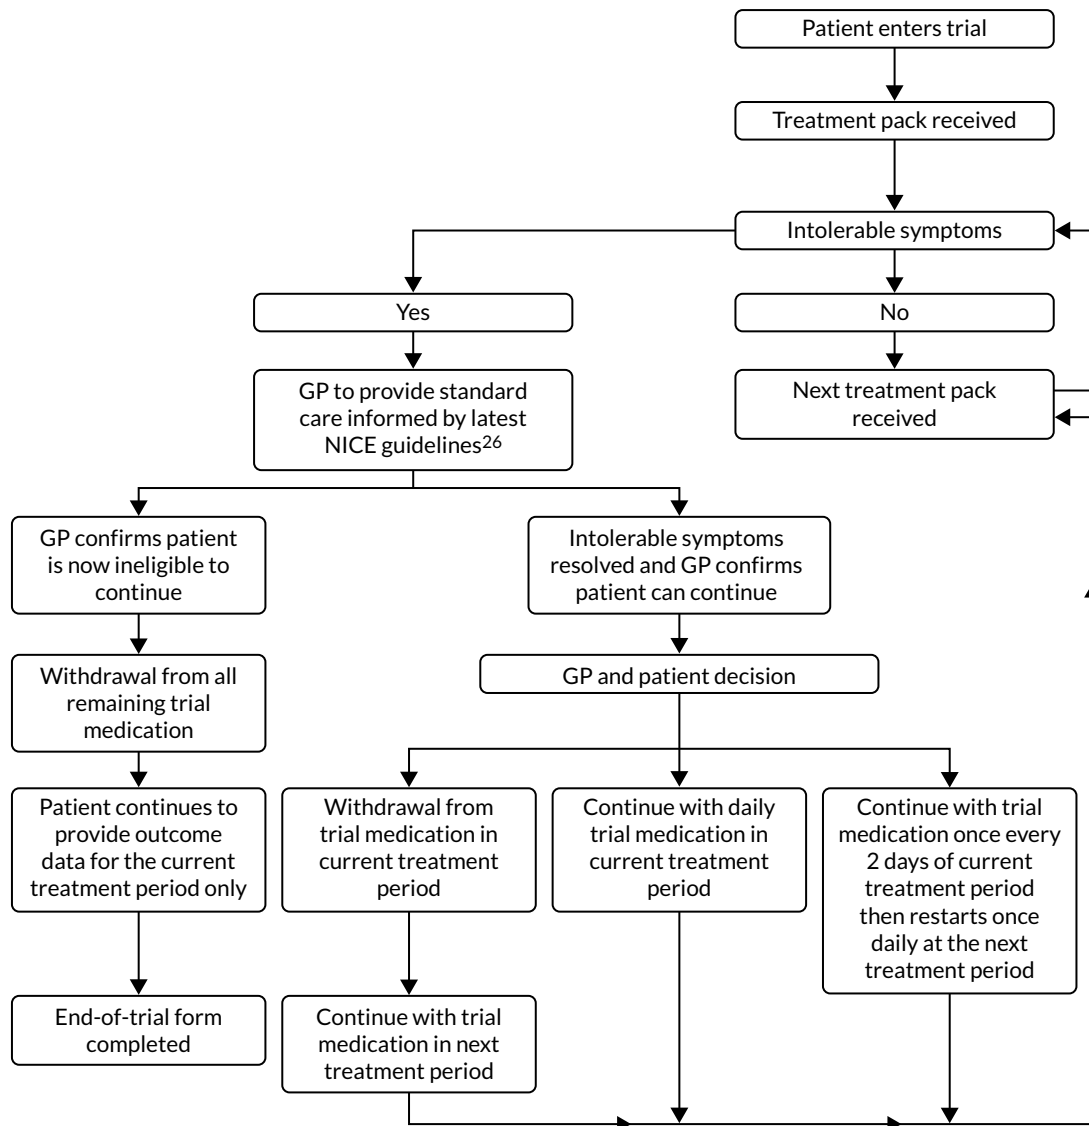 Patient enters trial
Treatment pack received
Intolerable symptoms
Yes
No
GP to provide standard
care informed by latest
NICE guidelines26
Next treatment pack
received
GP confirms patient
is now ineligible to
continue
Intolerable symptoms
resolved and GP confirms
patient can continue
Withdrawal from all
remaining trial
medication
GP and patient decision
Patient continues to
provide outcome
data for the current
treatment period only
Withdrawal from
trial medication in
current treatment
period
Continue with daily
trial medication in
current treatment
period
Continue with trial
medication once every
2 days of current
treatment period
then restarts once
daily at the next
treatment period
End-of-trial form
completed
Continue with trial
medication in next
treatment period